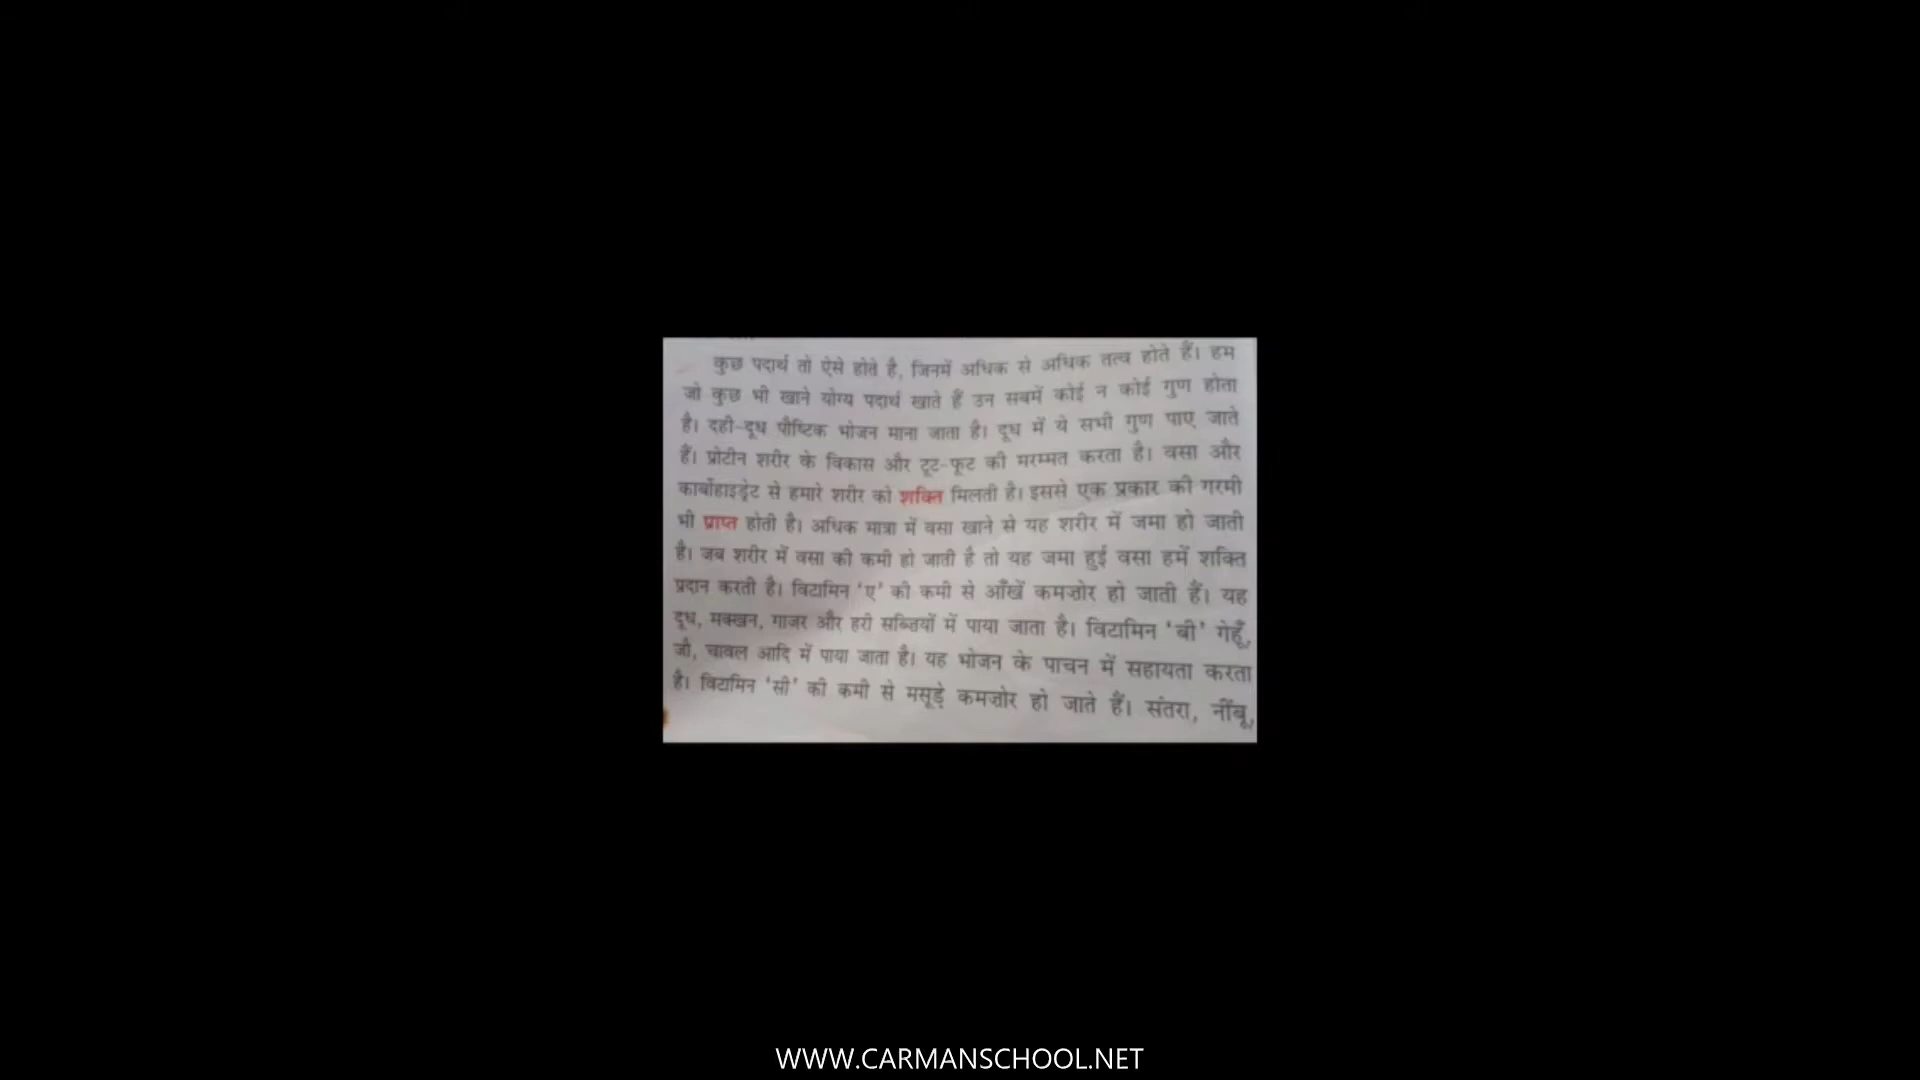 कुछ पदार्थ तो ऐसे होते है, जिनमें अधिक से अधिक तत्व होते हैं। हम
जो कुछ भी खाने योग्य पदार्थ खाते हैं उन सबमें कोई न कोई गुण होता
है। दही-दूध पौष्टिक भोजन माना जाता है। दूध में ये सभी गुण पाए जाते
हैं। प्रोटीन शरीर के विकास और टूट-फूट की मरम्मत करता है। वसा और
कार्बोहाइड्रेट से हमारे शरीर को शक्ति मिलती है। इससे एक प्रकार की गरमी
भी प्राप्त होती है। अधिक मात्रा में वसा खाने से यह शरीर में जमा हो जाती
है। जब शरीर में वसा की कमी हो जाती है तो यह जमा हुई वसा हमें शक्ति
प्रदान करती है। विटामिन ‘ए’ की कमी से आँखें कमज़ोर हो जाती हैं। यह
दूध, मक्खन, गाजर और हरी सब्ज़ियों में पाया जाता है। विटामिन ‘बी’ गेहूँ,
जौ, चावल आदि में पाया जाता है। यह भोजन के पाचन में सहायता करता
है। विटामिन ‘सी’ की कमी से मसूड़े कमज़ोर हो जाते हैं। संतरा, नींबू,
WWW.CARMANSCHOOL.NET